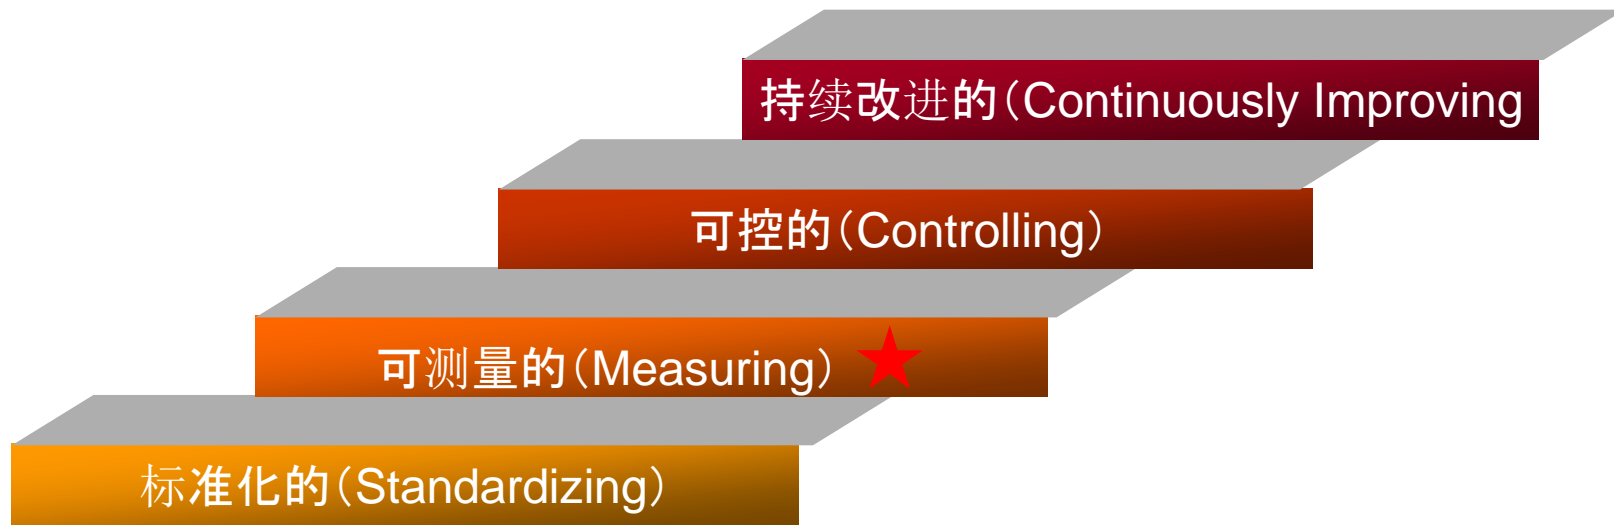 持续改进的（Continuously Improving
可控的（Controlling）
可测量的（Measuring）
标准化的（Standardizing）